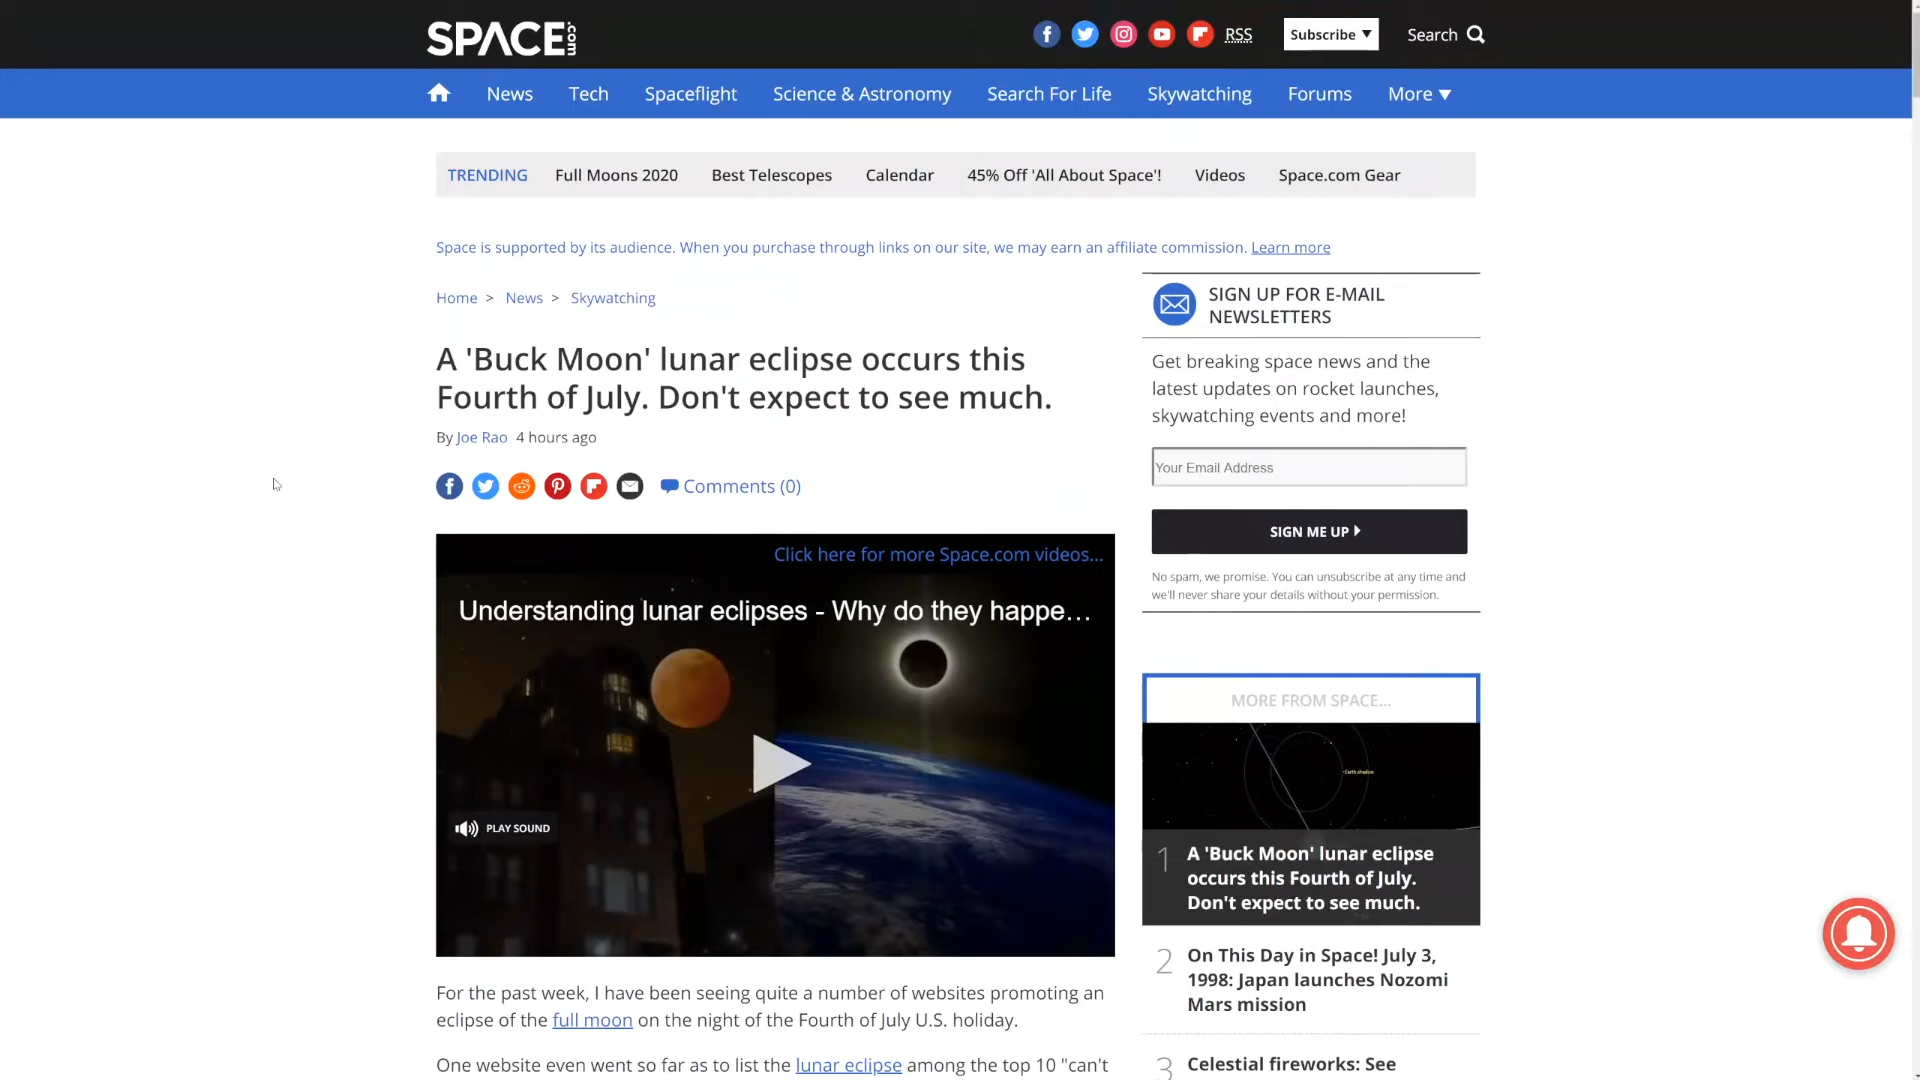 SPACE.com
RSS
Subscribe ▼
Search
News
Tech
Spaceflight
Science & Astronomy
Search For Life
Skywatching
Forums
More ▼
TRENDING
Full Moons 2020
Best Telescopes
Calendar
45% Off 'All About Space'!
Videos
Space.com Gear
Space is supported by its audience. When you purchase through links on our site, we may earn an affiliate commission. Learn more
Home > News > Skywatching
A 'Buck Moon' lunar eclipse occurs this
Fourth of July. Don't expect to see much.
By Joe Rao 4 hours ago
Comments (0)
Click here for more Space.com videos...
Understanding lunar eclipses - Why do they happe...
PLAY SOUND
For the past week, I have been seeing quite a number of websites promoting an
eclipse of the full moon on the night of the Fourth of July U.S. holiday.
One website even went so far as to list the lunar eclipse among the top 10 "can't
SIGN UP FOR E-MAIL
NEWSLETTERS
Get breaking space news and the
latest updates on rocket launches,
skywatching events and more!
Your Email Address
SIGN ME UP
No spam, we promise. You can unsubscribe at any time and
we'll never share your details without your permission.
MORE FROM SPACE...
Earth shadow
1
A 'Buck Moon' lunar eclipse
occurs this Fourth of July.
Don't expect to see much.
2
On This Day in Space! July 3,
1998: Japan launches Nozomi
Mars mission
3
Celestial fireworks: See